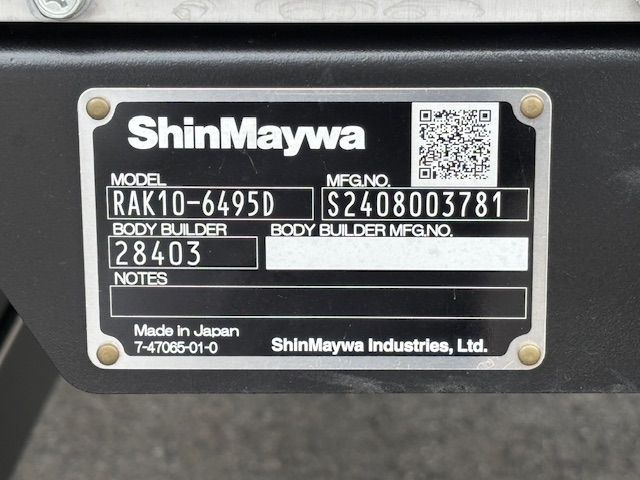 ShinMaywa
MODEL MFG.NO.
RAK10-6495D S2408003781
BODY BUILDER BODY BUILDER MFG.NO.
28403
NOTES
Made in Japan
7-47065-01-0 ShinMaywa Industries, Ltd.